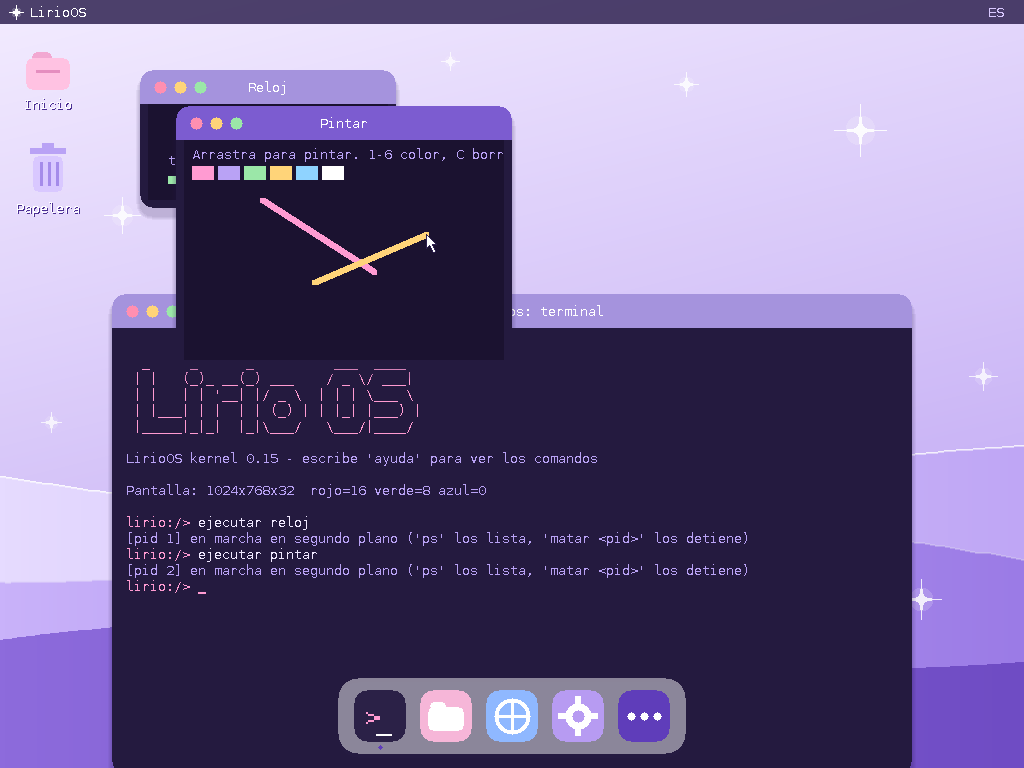 LirioOS
ES
Inicio
Papelera
Reloj
Pintar
Arrastra para pintar. 1-6 color, C borr
os: terminal
Lirio OS
LirioOS kernel 0.15 - escribe 'ayuda' para ver los comandos
Pantalla: 1024x768x32  rojo=16 verde=8 azul=0
lirio:/> ejecutar reloj
[pid 1] en marcha en segundo plano ('ps' los lista, 'matar <pid>' los detiene)
lirio:/> ejecutar pintar
[pid 2] en marcha en segundo plano ('ps' los lista, 'matar <pid>' los detiene)
lirio:/> _
>_